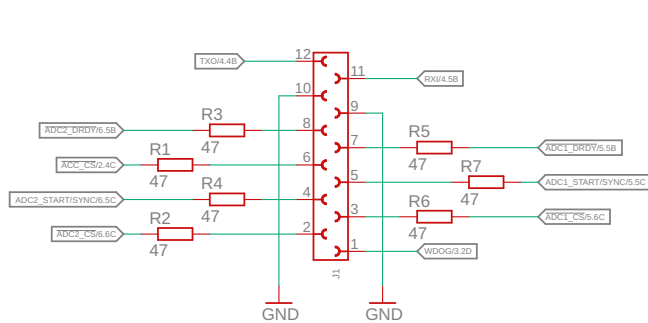 TXO/4.4B
12
11
RXI/4.5B
10
9
R3
ADC2_DRDY/6.5B
8
47
R5
7
ADC1_DRDY/5.5B
47
R1
ACC_CS/2.4C
6
47
R7
5
ADC1_START/SYNC/5.5C
47
R4
ADC2_START/SYNC/6.5C
4
47
R6
3
ADC1_CS/5.6C
47
R2
ADC2_CS/6.6C
2
47
1
WDOG/3.2D
J1
GND
GND